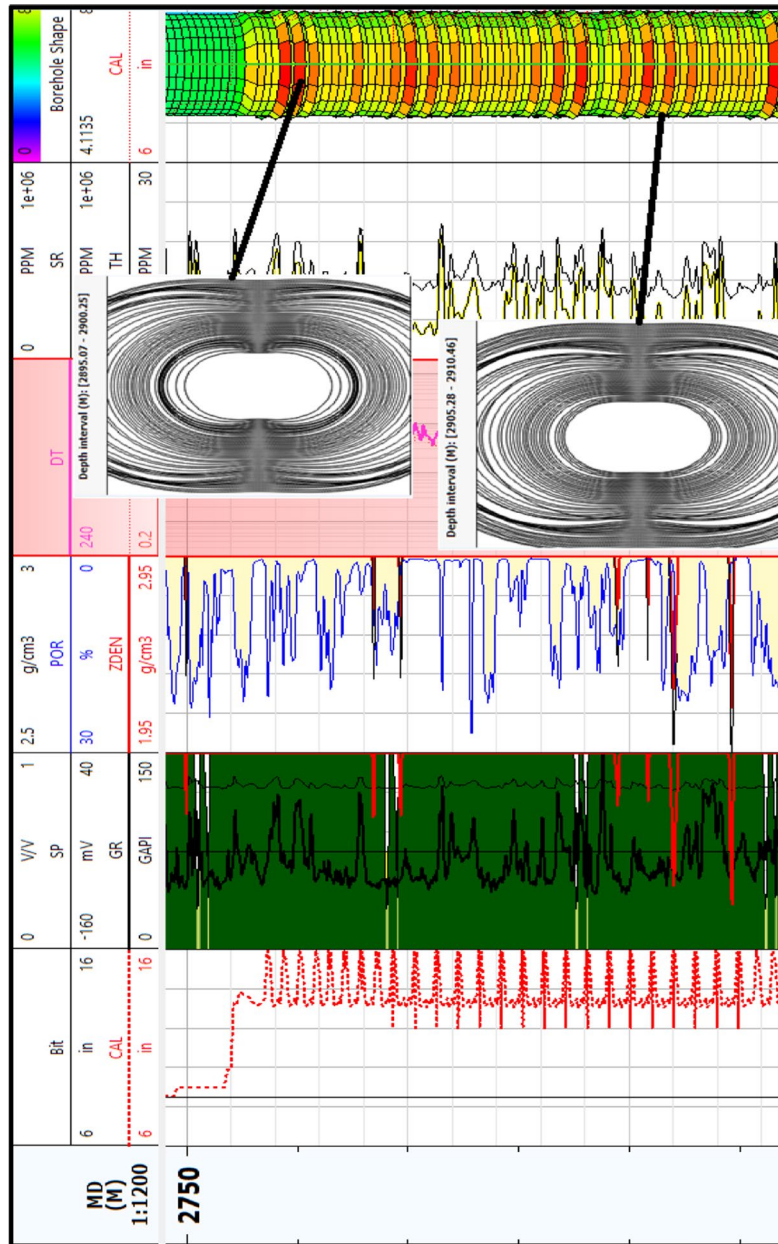 MD
(M)
1:1200
2750
Bit
6 in 16
CAL
6 in 16
0 V/V 1
SP
-160 mV 40
GR
0 GAPI 150
2.5 g/cm3 3
POR
30 % 0
ZDEN
1.95 g/cm3 2.95
DT
240
0.2
0 PPM 1e+06
SR
PPM 1e+06
TH
PPM 30
0
Borehole Shape
4.1135
CAL
6 in
Depth interval (M): [2895.07 - 2900.25]
Depth interval (M): [2905.28 - 2910.46]